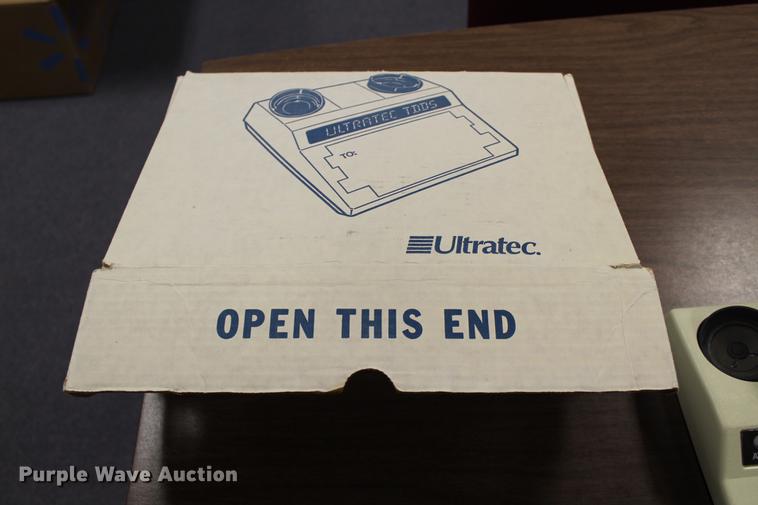 ULTRATEC TDDS
TO:
Ultratec.
OPEN THIS END
Purple Wave Auction